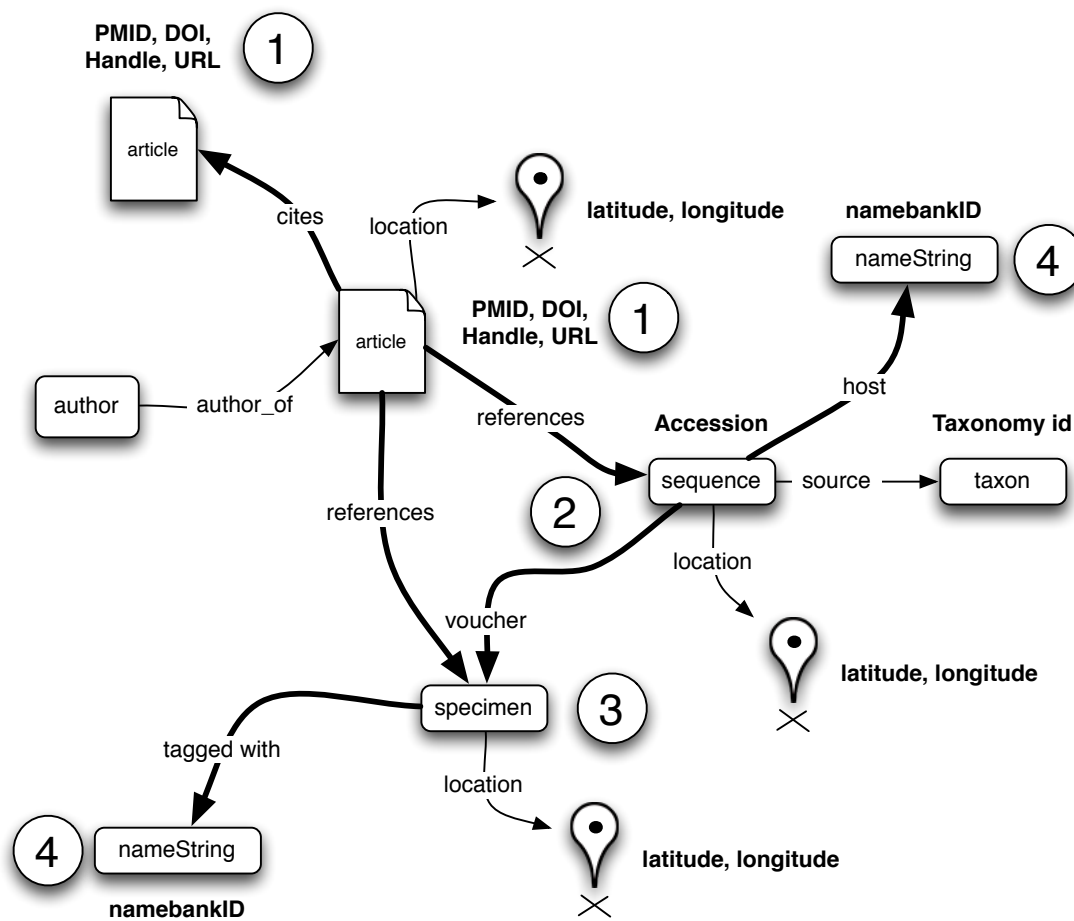 PMID, DOI,
Handle, URL
1
article
cites
location
latitude, longitude
namebankID
nameString
4
PMID, DOI,
Handle, URL
1
article
author
author_of
host
references
Accession
Taxonomy id
sequence
source
taxon
references
2
location
voucher
latitude, longitude
specimen
3
tagged with
location
4
nameString
latitude, longitude
namebankID